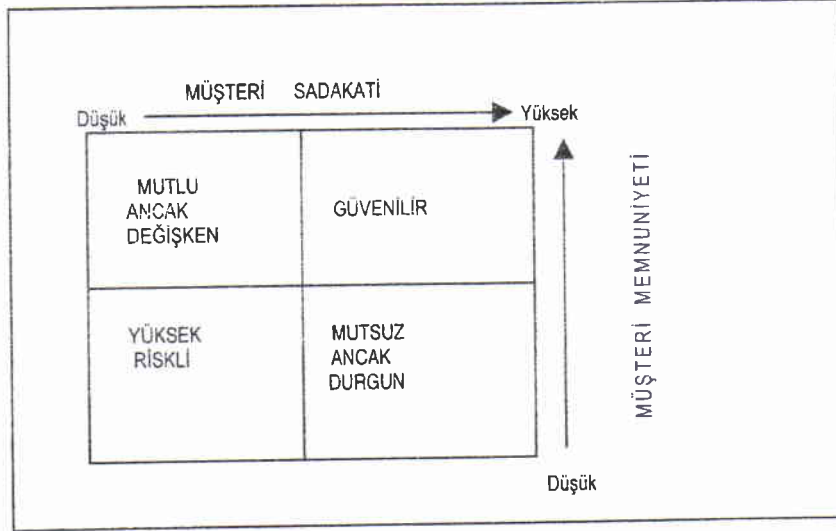 MÜŞTERİ SADAKATİ
Düşük
Yüksek
MUTLU
ANCAK
DEĞİŞKEN
GÜVENİLİR
YÜKSEK
RİSKLİ
MUTSUZ
ANCAK
DURGUN
MÜŞTERİ MEMNUNİYETİ
Düşük